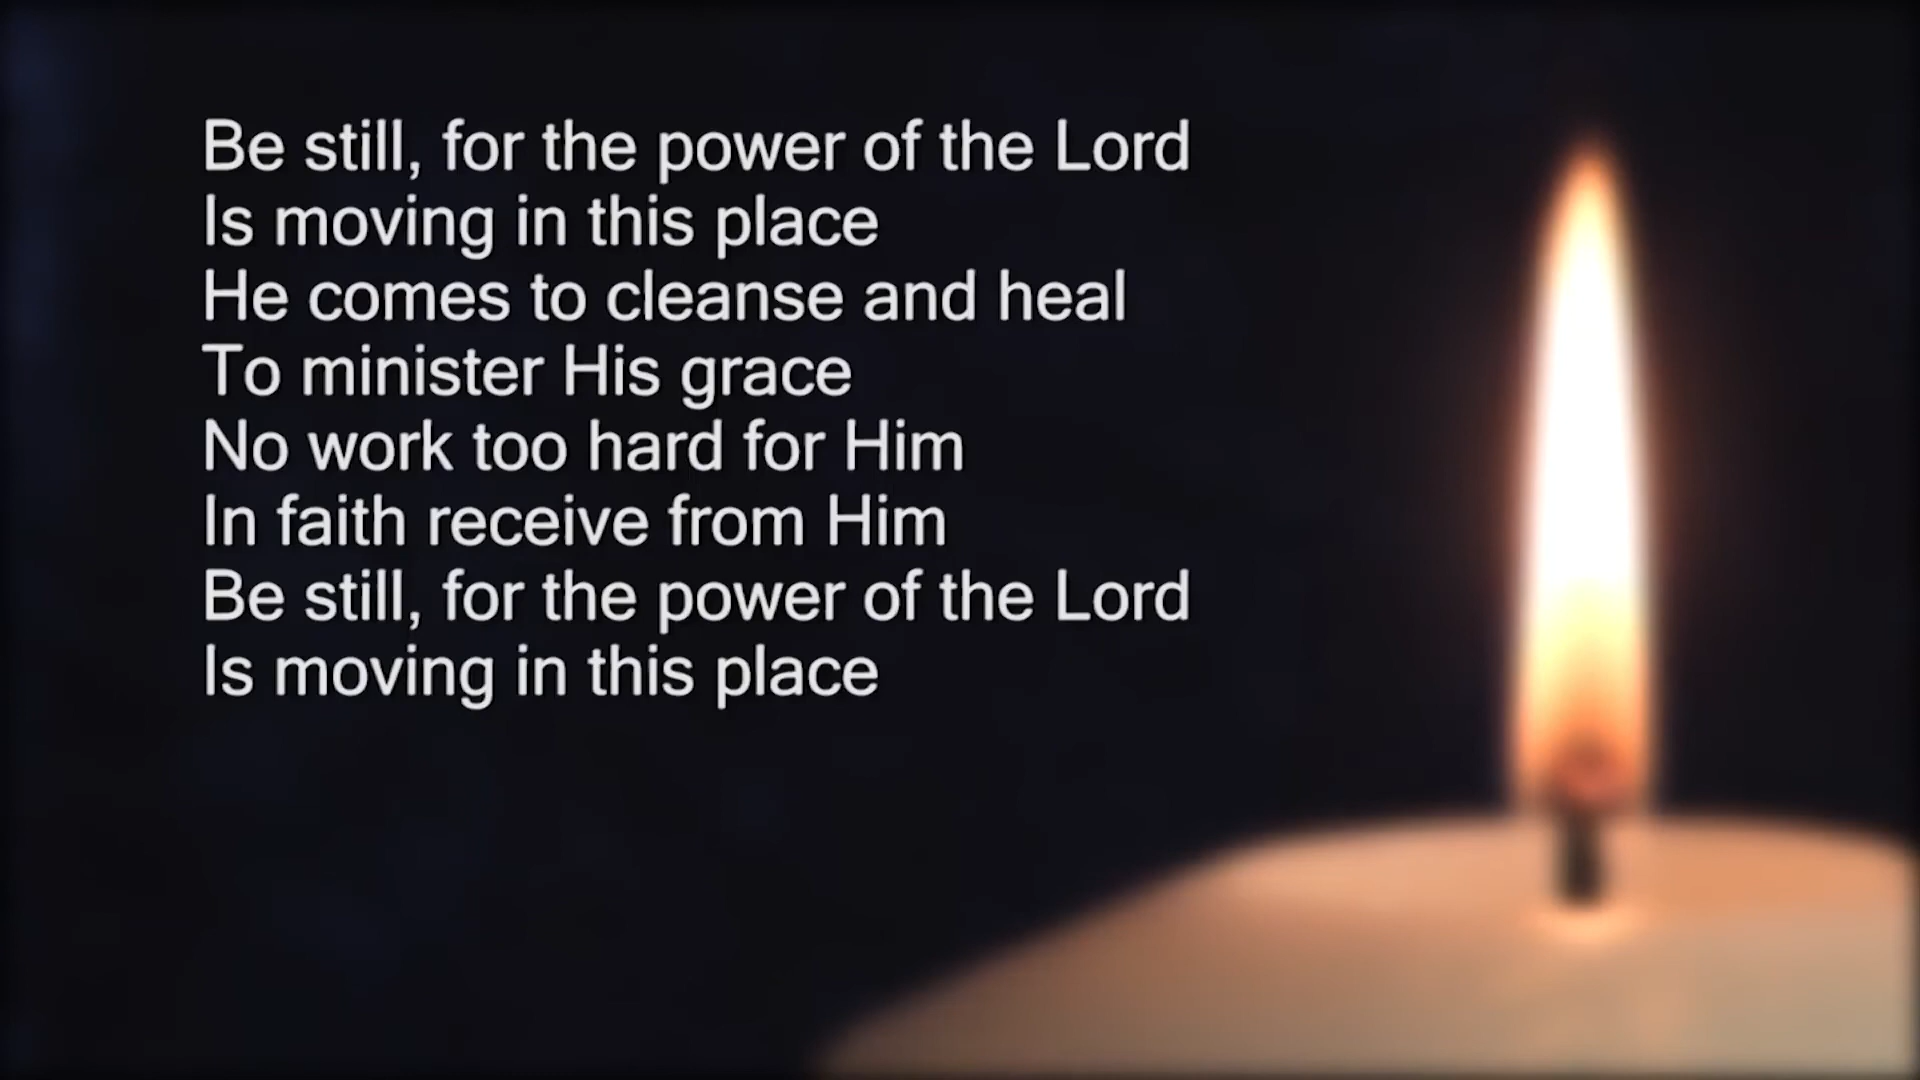 Be still, for the power of the Lord
Is moving in this place
He comes to cleanse and heal
To minister His grace
No work too hard for Him
In faith receive from Him
Be still, for the power of the Lord
Is moving in this place